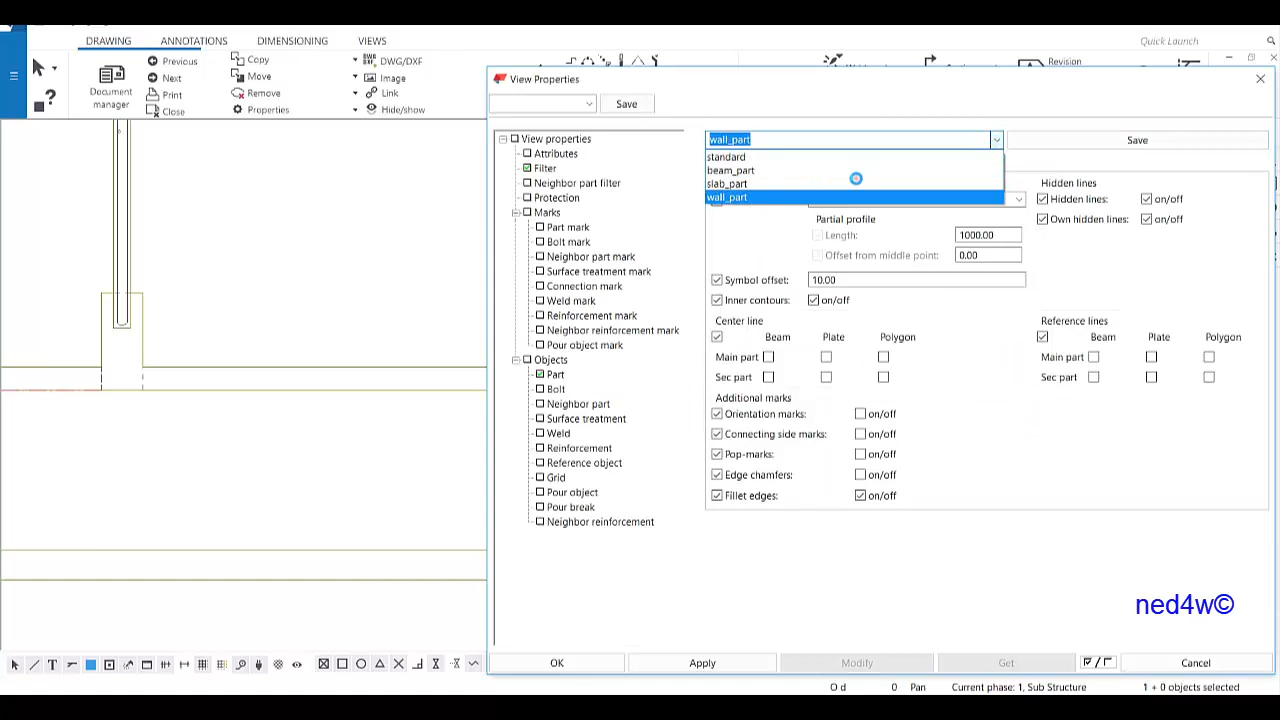 DRAWING
ANNOTATIONS
DIMENSIONING
VIEWS
Quick Launch
Document
manager
Previous
Next
Print
Close
Copy
Move
Remove
Properties
DWG/DXF
Image
Link
Hide/show
Revision
View Properties
Save
View properties
Attributes
Filter
Neighbor part filter
Protection
Marks
Part mark
Bolt mark
Neighbor part mark
Surface treatment mark
Connection mark
Weld mark
Reinforcement mark
Neighbor reinforcement mark
Pour object mark
Objects
Part
Bolt
Neighbor part
Surface treatment
Weld
Reinforcement
Reference object
Grid
Pour object
Pour break
Neighbor reinforcement
wall_part
Save
standard
beam_part
slab_part
wall_part
Hidden lines
Hidden lines: on/off
Own hidden lines: on/off
Partial profile
Length: 1000.00
Offset from middle point: 0.00
Symbol offset: 10.00
Inner contours: on/off
Center line
Beam Plate Polygon
Main part
Sec part
Reference lines
Beam Plate Polygon
Main part
Sec part
Additional marks
Orientation marks: on/off
Connecting side marks: on/off
Pop-marks: on/off
Edge chamfers: on/off
Fillet edges: on/off
ned4w©
OK
Apply
Modify
Get
Cancel
O d 0 Pan Current phase: 1, Sub Structure 1 + 0 objects selected